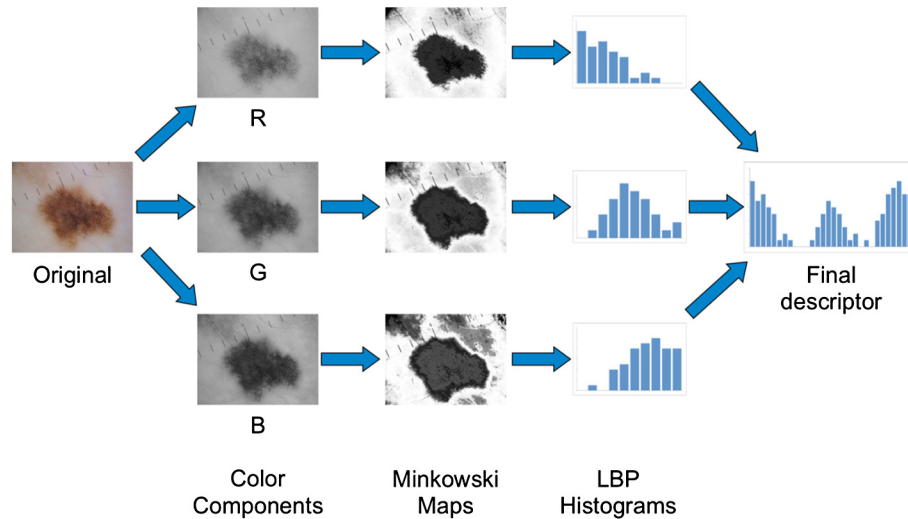 R
Original
G
Final
descriptor
B
Color
Components
Minkowski
Maps
LBP
Histograms